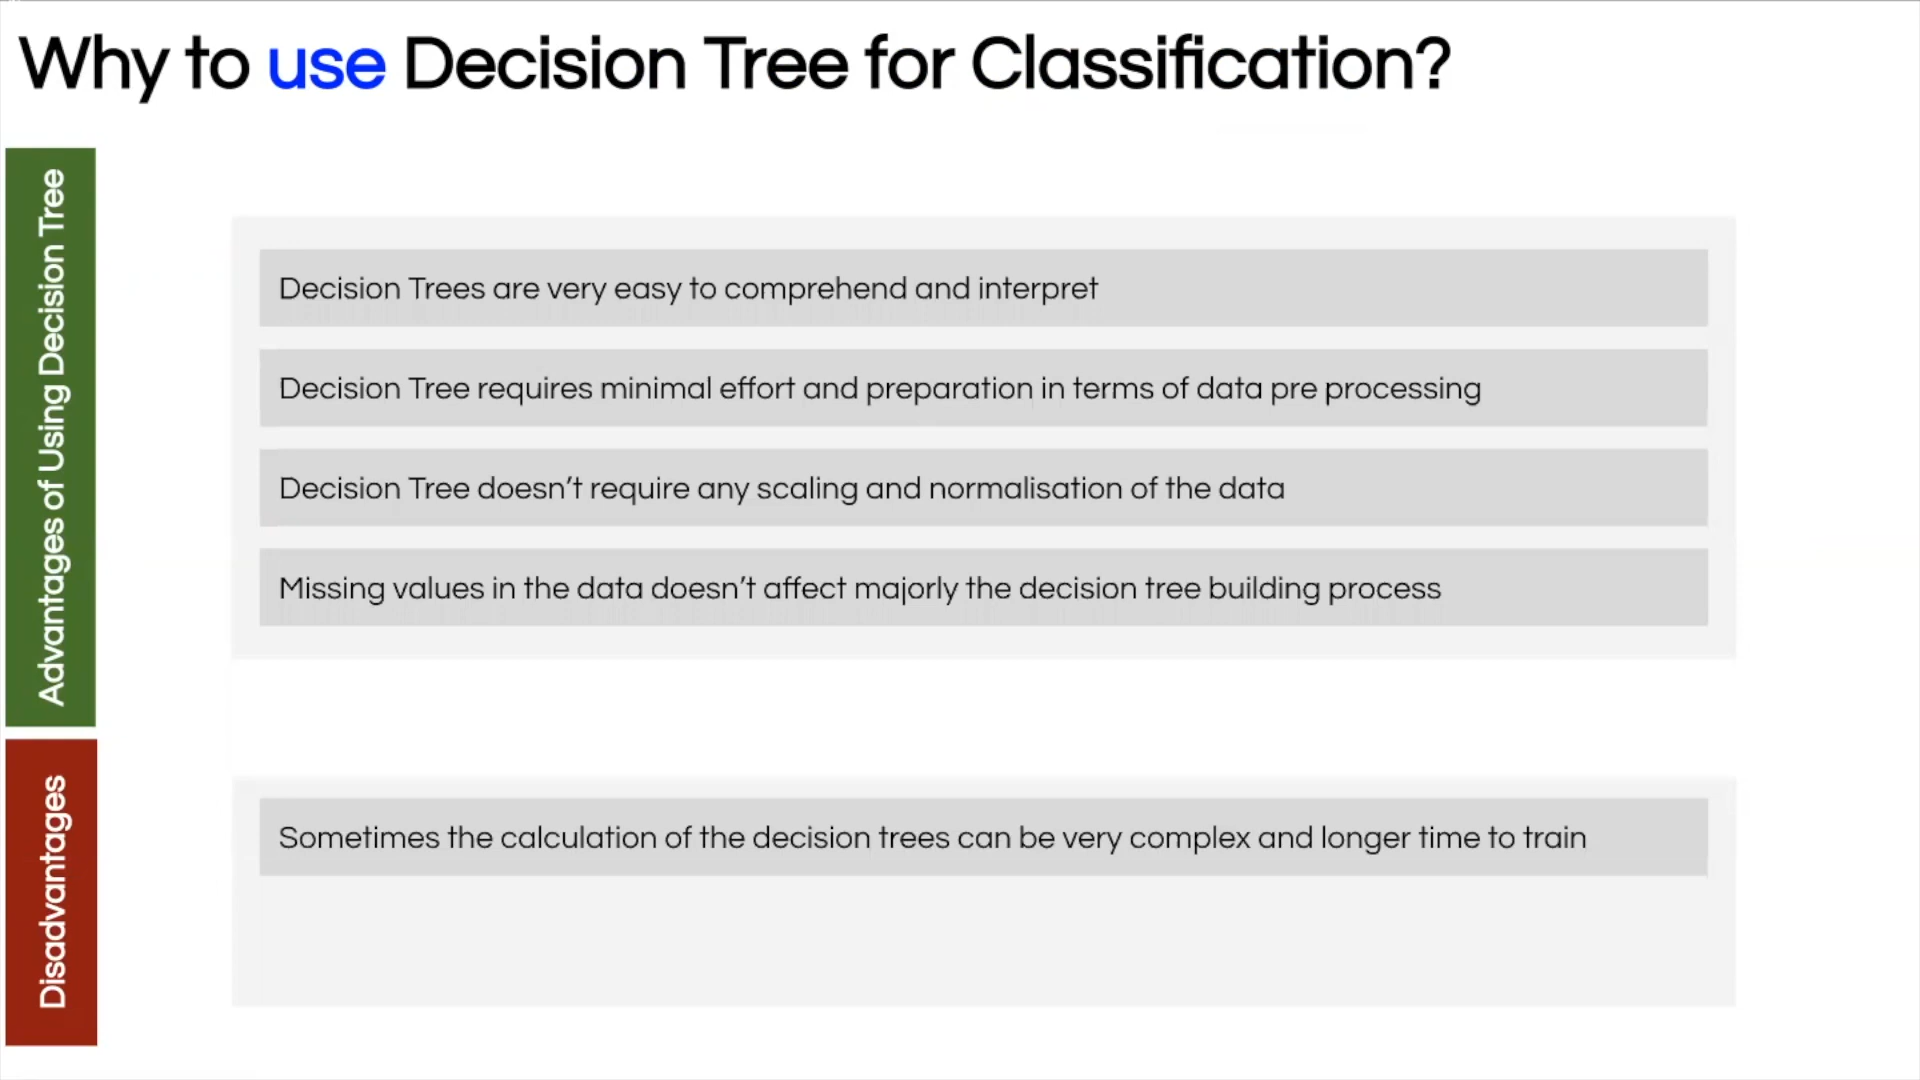 Why to use Decision Tree for Classification?
Advantages of Using Decision Tree
Decision Trees are very easy to comprehend and interpret
Decision Tree requires minimal effort and preparation in terms of data pre processing
Decision Tree doesn’t require any scaling and normalisation of the data
Missing values in the data doesn’t affect majorly the decision tree building process
Disadvantages
Sometimes the calculation of the decision trees can be very complex and longer time to train